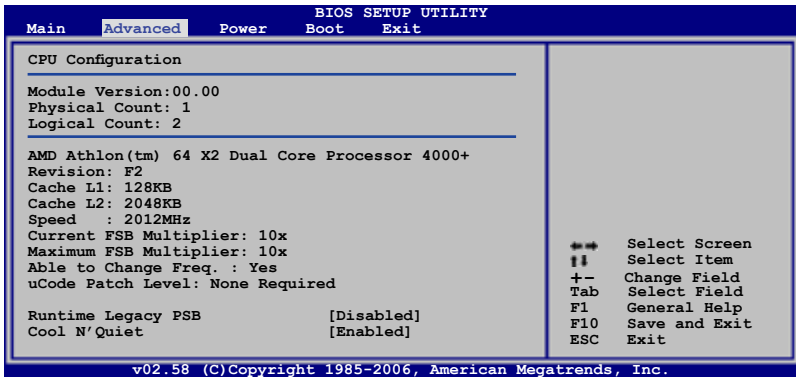 BIOS SETUP UTILITY
Main Advanced Power Boot Exit
CPU Configuration
Module Version:00.00
Physical Count: 1
Logical Count: 2
AMD Athlon(tm) 64 X2 Dual Core Processor 4000+
Revision: F2
Cache L1: 128KB
Cache L2: 2048KB
Speed : 2012MHz
Current FSB Multiplier: 10x
Maximum FSB Multiplier: 10x
Able to Change Freq. : Yes
uCode Patch Level: None Required
Runtime Legacy PSB [Disabled]
Cool N'Quiet [Enabled]
←→ Select Screen
↑↓ Select Item
+- Change Field
Tab Select Field
F1 General Help
F10 Save and Exit
ESC Exit
v02.58 (C)Copyright 1985-2006, American Megatrends, Inc.